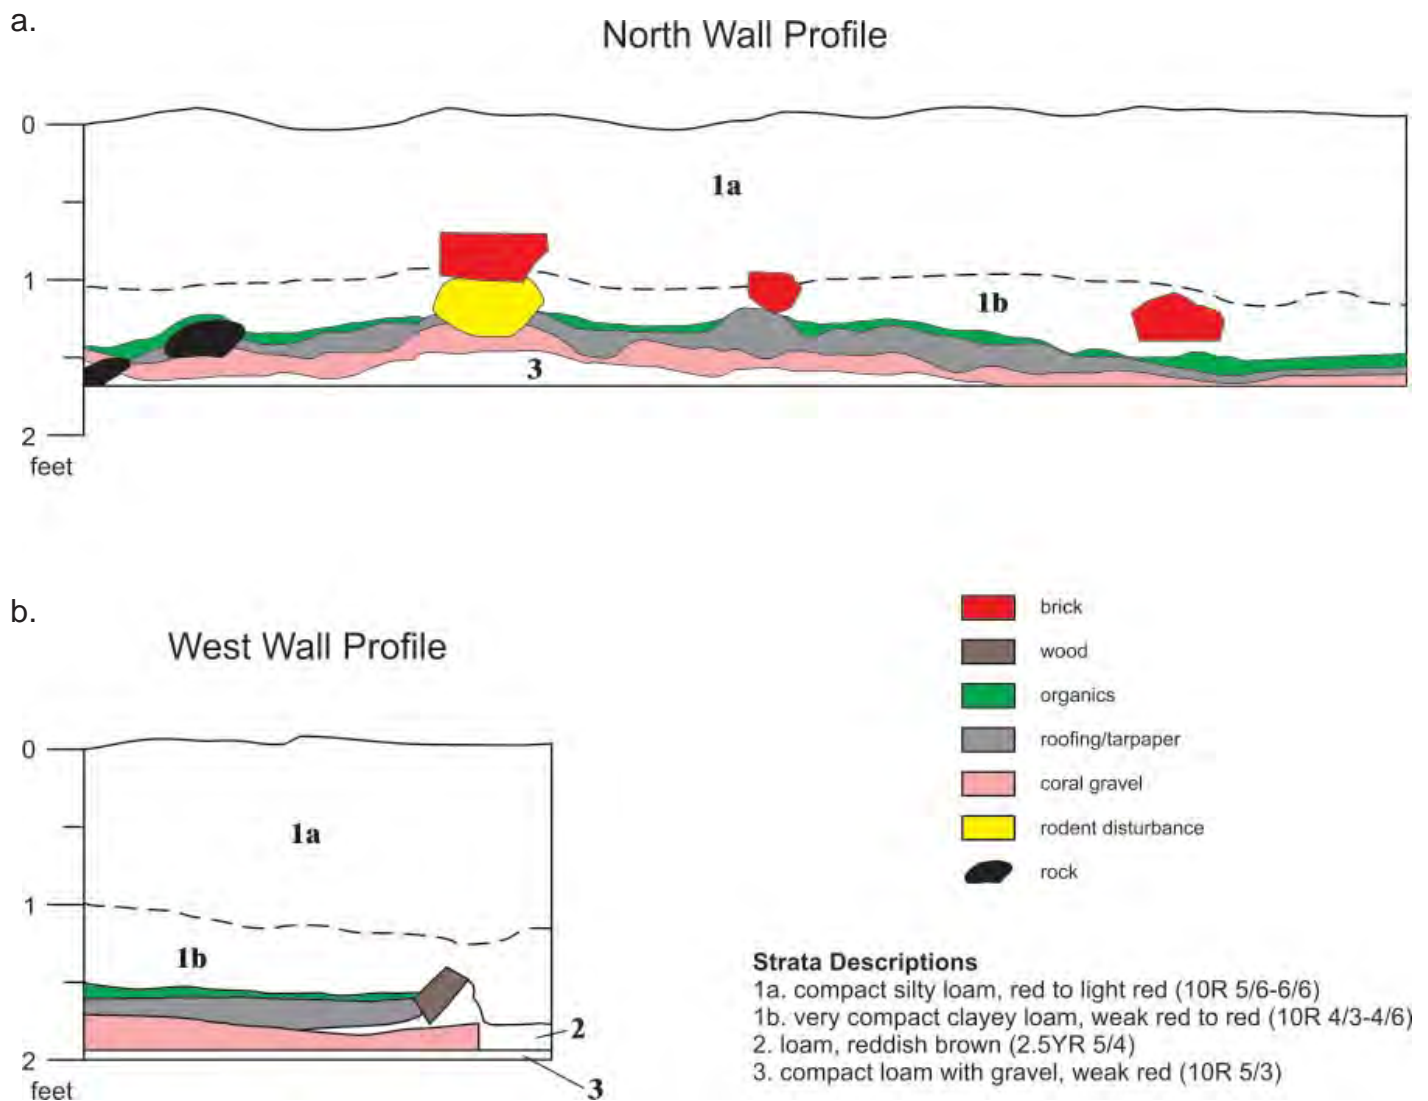 a.
North Wall Profile
0
1a
1
1b
3
2
feet
b.
West Wall Profile
0
1a
1
1b
2
2
feet
3
brick
wood
organics
roofing/tarpaper
coral gravel
rodent disturbance
rock
Strata Descriptions
1a. compact silty loam, red to light red (10R 5/6-6/6)
1b. very compact clayey loam, weak red to red (10R 4/3-4/6)
2. loam, reddish brown (2.5YR 5/4)
3. compact loam with gravel, weak red (10R 5/3)